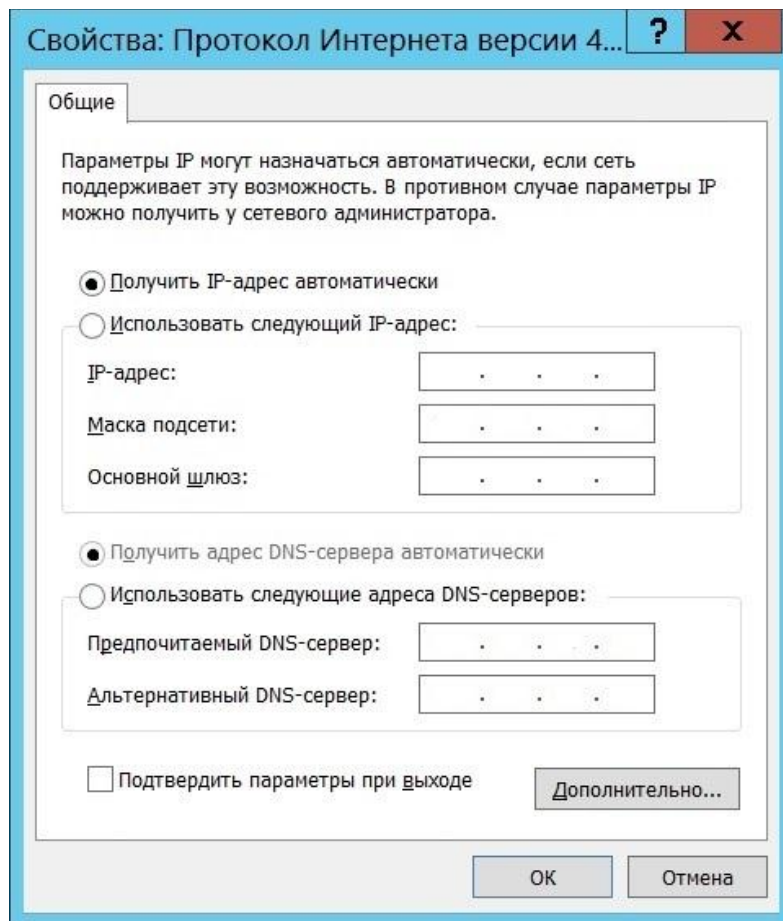 Свойства: Протокол Интернета версии 4...
?
X
Общие
Параметры IP могут назначаться автоматически, если сеть
поддерживает эту возможность. В противном случае параметры IP
можно получить у сетевого администратора.
Получить IP-адрес автоматически
Использовать следующий IP-адрес:
IP-адрес:
Маска подсети:
Основной шлюз:
Получить адрес DNS-сервера автоматически
Использовать следующие адреса DNS-серверов:
Предпочитаемый DNS-сервер:
Альтернативный DNS-сервер:
Подтвердить параметры при выходе
Дополнительно...
ОК
Отмена